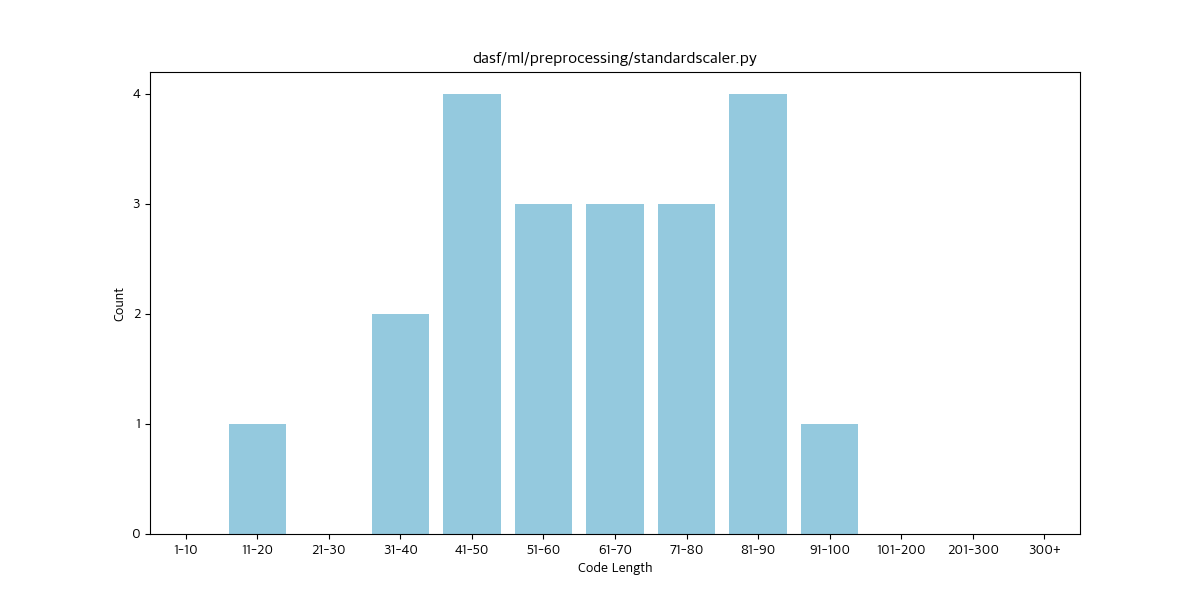 dasf/ml/preprocessing/standardscaler.py
4
3
2
1
0
Count
1-10 11-20 21-30 31-40 41-50 51-60 61-70 71-80 81-90 91-100 101-200 201-300 300+
Code Length